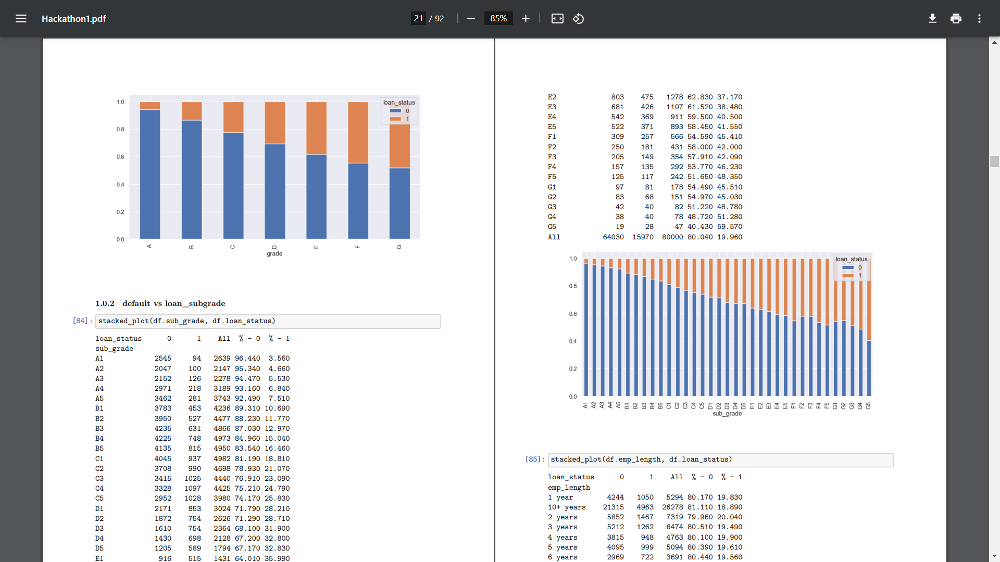 Hackathon1.pdf
21 / 92
85%
1.0
0.8
0.6
0.4
0.2
0.0
loan_status
0
1
A B C D E F G
grade
1.0.2 default vs loan_subgrade
[84]: stacked_plot(df.sub_grade, df.loan_status)
loan_status 0 1 All % - 0 % - 1
sub_grade
A1 2545 94 2639 96.440 3.560
A2 2047 100 2147 95.340 4.660
A3 2152 126 2278 94.470 5.530
A4 2971 218 3189 93.160 6.840
A5 3462 281 3743 92.490 7.510
B1 3783 453 4236 89.310 10.690
B2 3950 527 4477 88.230 11.770
B3 4235 631 4866 87.030 12.970
B4 4225 748 4973 84.960 15.040
B5 4135 815 4950 83.540 16.460
C1 4045 937 4982 81.190 18.810
C2 3708 990 4698 78.930 21.070
C3 3415 1025 4440 76.910 23.090
C4 3328 1097 4425 75.210 24.790
C5 2952 1028 3980 74.170 25.830
D1 2171 853 3024 71.790 28.210
D2 1872 754 2626 71.290 28.710
D3 1610 754 2364 68.100 31.900
D4 1430 698 2128 67.200 32.800
D5 1205 589 1794 67.170 32.830
E1 916 515 1431 64.010 35.990
E2 803 475 1278 62.830 37.170
E3 681 426 1107 61.520 38.480
E4 542 369 911 59.500 40.500
E5 522 371 893 58.450 41.550
F1 309 257 566 54.590 45.410
F2 250 181 431 58.000 42.000
F3 205 149 354 57.910 42.090
F4 157 135 292 53.770 46.230
F5 125 117 242 51.650 48.350
G1 97 81 178 54.490 45.510
G2 83 68 151 54.970 45.030
G3 42 40 82 51.220 48.780
G4 38 40 78 48.720 51.280
G5 19 28 47 40.430 59.570
All 64030 15970 80000 80.040 19.960
1.0
0.8
0.6
0.4
0.2
0.0
loan_status
0
1
A1 A2 A3 A4 A5 B1 B2 B3 B4 B5 C1 C2 C3 C4 C5 D1 D2 D3 D4 D5 E1 E2 E3 E4 E5 F1 F2 F3 F4 F5 G1 G2 G3 G4 G5
sub_grade
[85]: stacked_plot(df.emp_length, df.loan_status)
loan_status 0 1 All % - 0 % - 1
emp_length
1 year 4244 1050 5294 80.170 19.830
10+ years 21315 4963 26278 81.110 18.890
2 years 5852 1467 7319 79.960 20.040
3 years 5212 1262 6474 80.510 19.490
4 years 3815 948 4763 80.100 19.900
5 years 4095 999 5094 80.390 19.610
6 years 2969 722 3691 80.440 19.560